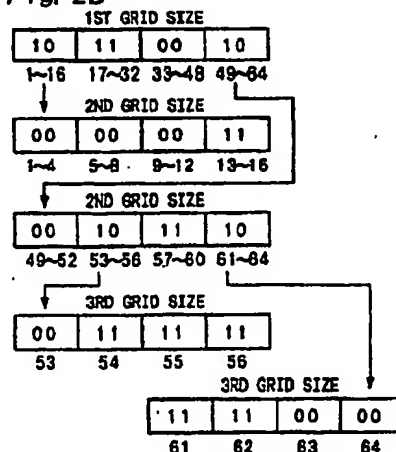 Fig. 2B
1ST GRID SIZE
10 11 00 10
1~16 17~32 33~48 49~64
2ND GRID SIZE
00 00 00 11
1~4 5~8 9~12 13~16
2ND GRID SIZE
00 10 11 10
49~52 53~56 57~60 61~64
3RD GRID SIZE
00 11 11 11
53 54 55 56
3RD GRID SIZE
11 11 00 00
61 62 63 64